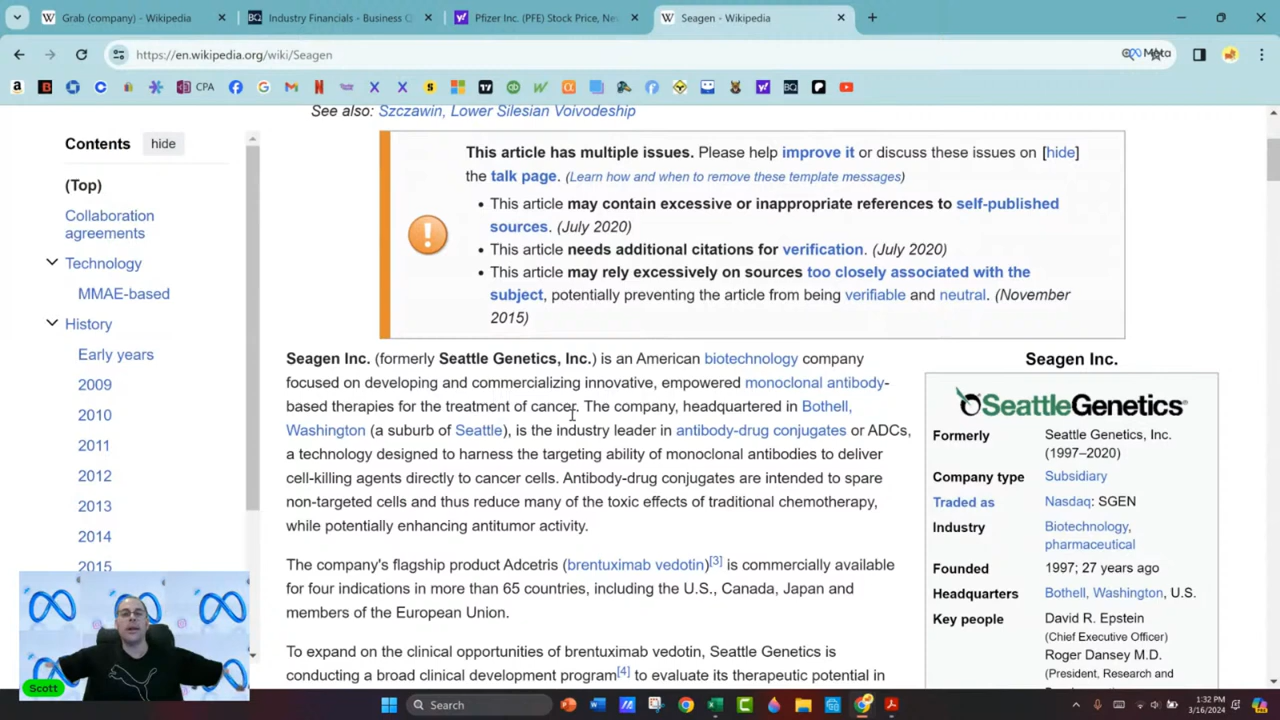 Grab (company) - Wikipedia
Industry Financials - Business Q
Pfizer Inc. (PFE) Stock Price, Ne
Seagen - Wikipedia
https://en.wikipedia.org/wiki/Seagen
Meta
CPA
See also: Szczawin, Lower Silesian Voivodeship
Contents hide
(Top)
Collaboration
agreements
Technology
MMAE-based
History
Early years
2009
2010
2011
2012
2013
2014
2015
This article has multiple issues. Please help improve it or discuss these issues on [hide]
the talk page. (Learn how and when to remove these template messages)
• This article may contain excessive or inappropriate references to self-published
sources. (July 2020)
• This article needs additional citations for verification. (July 2020)
• This article may rely excessively on sources too closely associated with the
subject, potentially preventing the article from being verifiable and neutral. (November
2015)
Seagen Inc. (formerly Seattle Genetics, Inc.) is an American biotechnology company
focused on developing and commercializing innovative, empowered monoclonal antibody-
based therapies for the treatment of cancer. The company, headquartered in Bothell,
Washington (a suburb of Seattle), is the industry leader in antibody-drug conjugates or ADCs,
a technology designed to harness the targeting ability of monoclonal antibodies to deliver
cell-killing agents directly to cancer cells. Antibody-drug conjugates are intended to spare
non-targeted cells and thus reduce many of the toxic effects of traditional chemotherapy,
while potentially enhancing antitumor activity.
The company's flagship product Adcetris (brentuximab vedotin)[3] is commercially available
for four indications in more than 65 countries, including the U.S., Canada, Japan and
members of the European Union.
To expand on the clinical opportunities of brentuximab vedotin, Seattle Genetics is
conducting a broad clinical development program[4] to evaluate its therapeutic potential in
Seagen Inc.
SeattleGenetics
Formerly Seattle Genetics, Inc.
(1997–2020)
Company type Subsidiary
Traded as Nasdaq: SGEN
Industry Biotechnology,
pharmaceutical
Founded 1997; 27 years ago
Headquarters Bothell, Washington, U.S.
Key people David R. Epstein
(Chief Executive Officer)
Roger Dansey M.D.
(President, Research and
Scott
Search
1:32 PM
3/16/2024